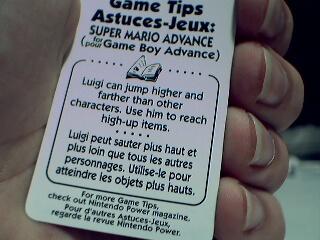 Game Tips
Astuces-Jeux:
SUPER MARIO ADVANCE
(for/pour Game Boy Advance)
Luigi can jump higher and
farther than other
characters. Use him to reach
high-up items.
Luigi peut sauter plus haut et
plus loin que tous les autres
personnages. Utilise-le pour
atteindre les objets plus hauts.
For more Game Tips,
check out Nintendo Power magazine.
Pour d'autres Astuces-Jeux,
regarde la revue Nintendo Power.